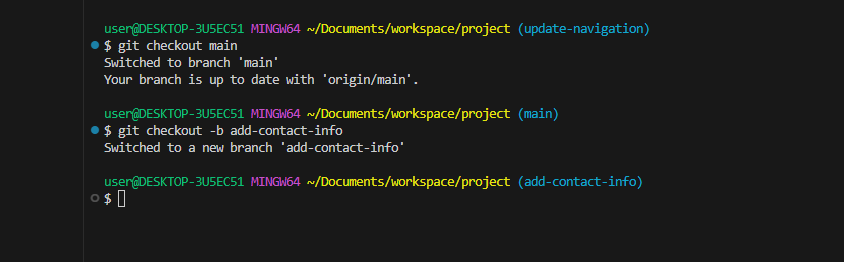 user@DESKTOP-3U5EC51 MINGW64 ~/Documents/workspace/project (update-navigation)
$ git checkout main
Switched to branch 'main'
Your branch is up to date with 'origin/main'.
user@DESKTOP-3U5EC51 MINGW64 ~/Documents/workspace/project (main)
$ git checkout -b add-contact-info
Switched to a new branch 'add-contact-info'
user@DESKTOP-3U5EC51 MINGW64 ~/Documents/workspace/project (add-contact-info)
$